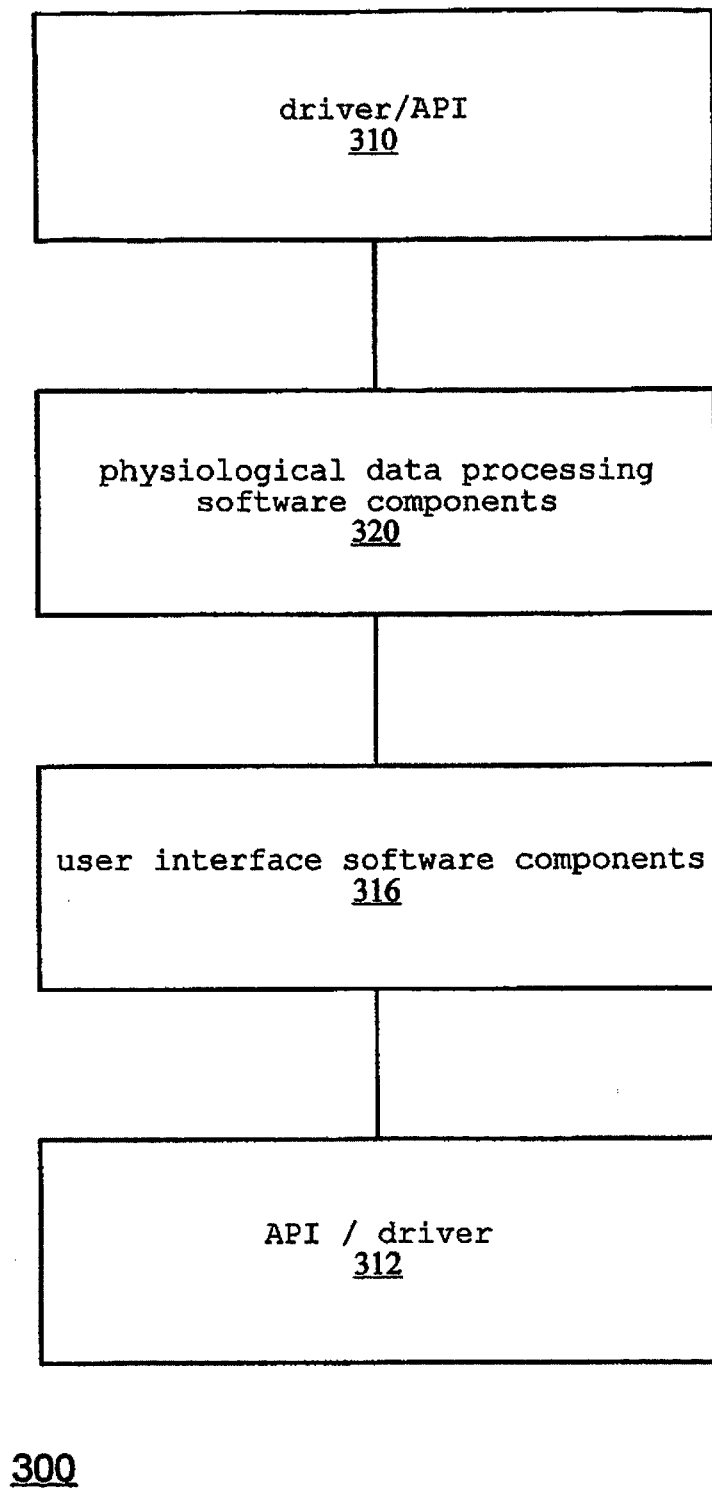 driver/API
310
physiological data processing
software components
320
user interface software components
316
API / driver
312
300